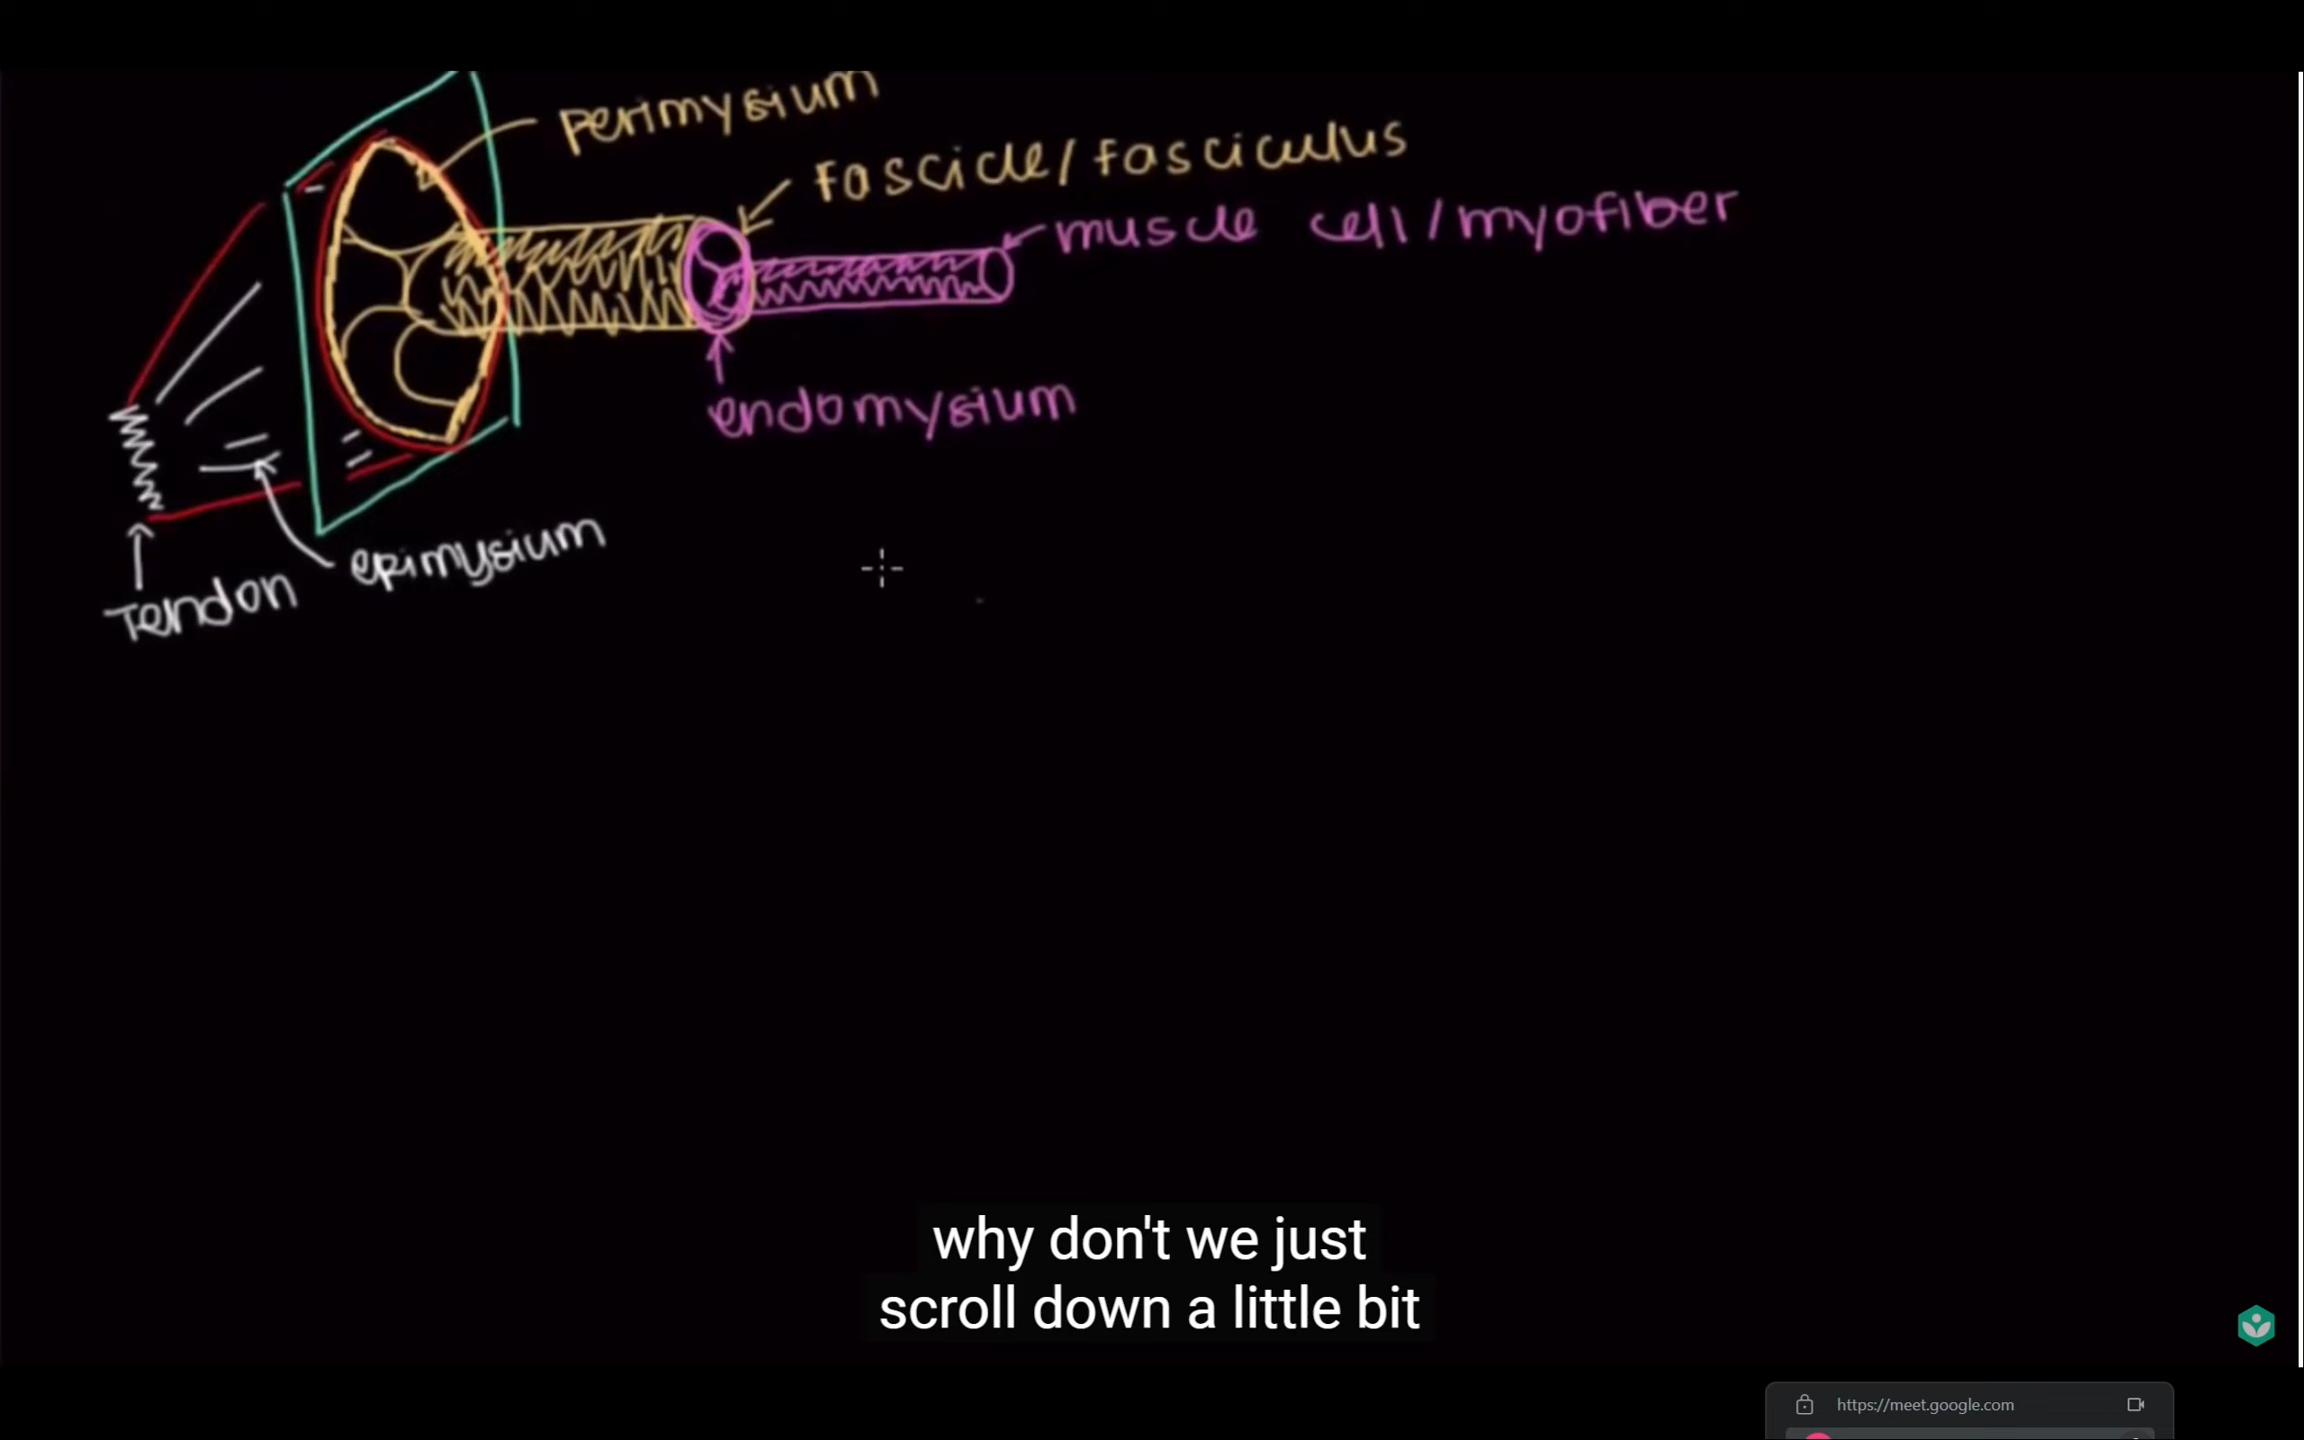 perimysium
fascicle/fasciculus
muscle cell/myofiber
endomysium
epimysium
Tendon
why don't we just
scroll down a little bit
https://meet.google.com